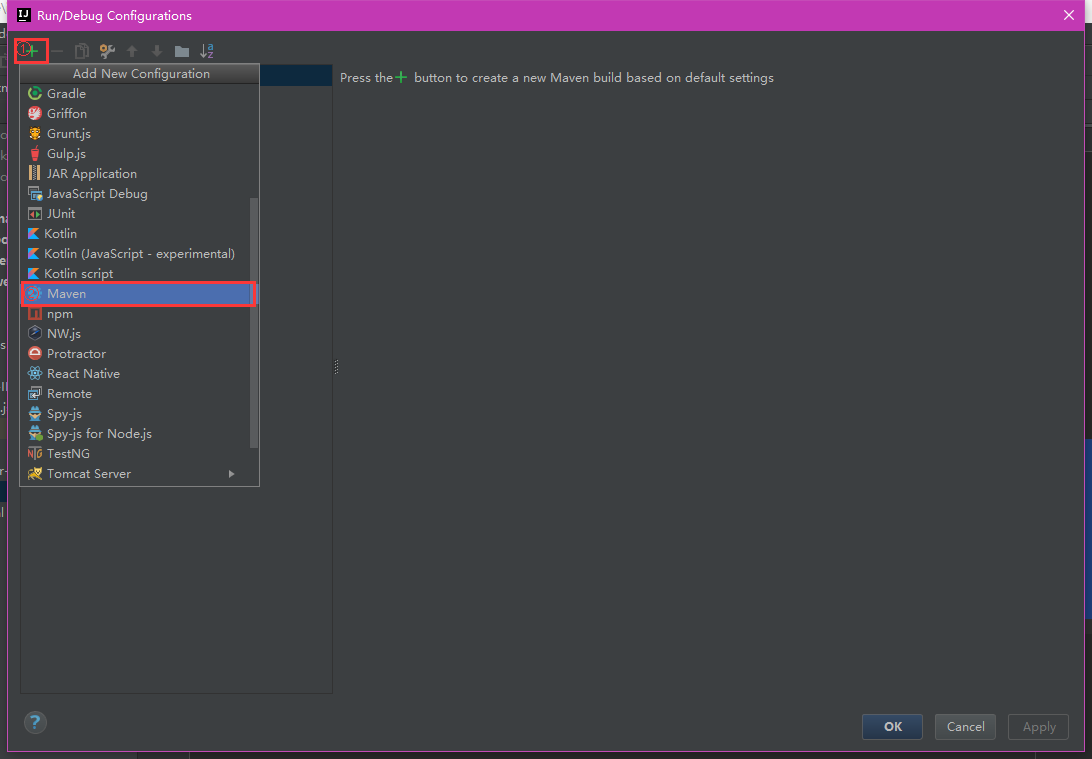 Run/Debug Configurations
Add New Configuration
Press the + button to create a new Maven build based on default settings
Gradle
Griffon
Grunt.js
Gulp.js
JAR Application
JavaScript Debug
JUnit
Kotlin
Kotlin (JavaScript - experimental)
Kotlin script
Maven
npm
NW.js
Protractor
React Native
Remote
Spy-js
Spy-js for Node.js
TestNG
Tomcat Server
?
OK
Cancel
Apply